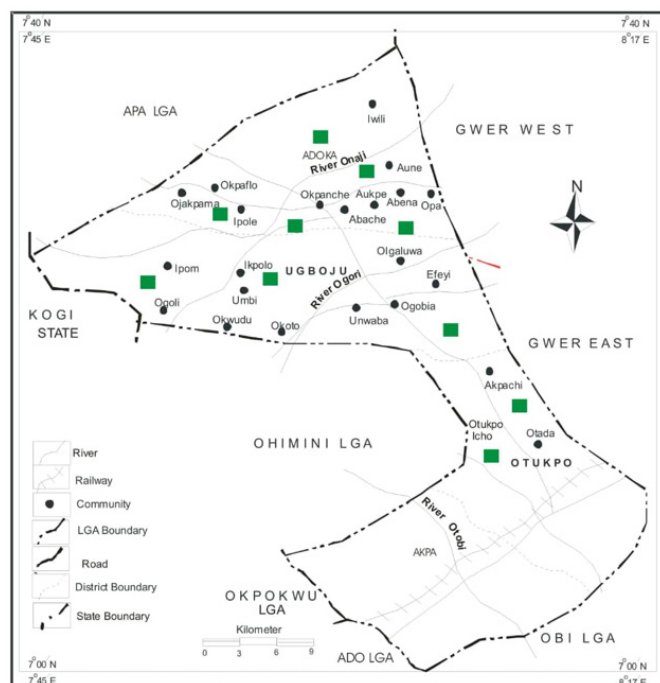 7°40 N
7°45 E
7°40 N
8°17 E
APA LGA
Iwili
GWER WEST
ADOKA
River Onaji
Aune
Okpaflo
Ojakpama
Okpanche
Aukpe
Abena
Opa
Ipole
Abache
N
Olgaluwa
Ipom
Ikpolo
UGBOJU
Efeyi
River Ogori
Umbi
Ogoli
Unwaba
Ogobia
KOGI
STATE
Okwudu
Okoto
GWER EAST
Akpachi
Otukpo
Icho
Otada
OHIMINI LGA
OTUKPO
River
Railway
Community
LGA Boundary
Road
District Boundary
State Boundary
River Otobi
AKPA
OKPOKWU
LGA
Kilometer
0 3 6 9
ADO LGA
OBI LGA
7°00 N
7°45 E
7°00 N
8°17 E